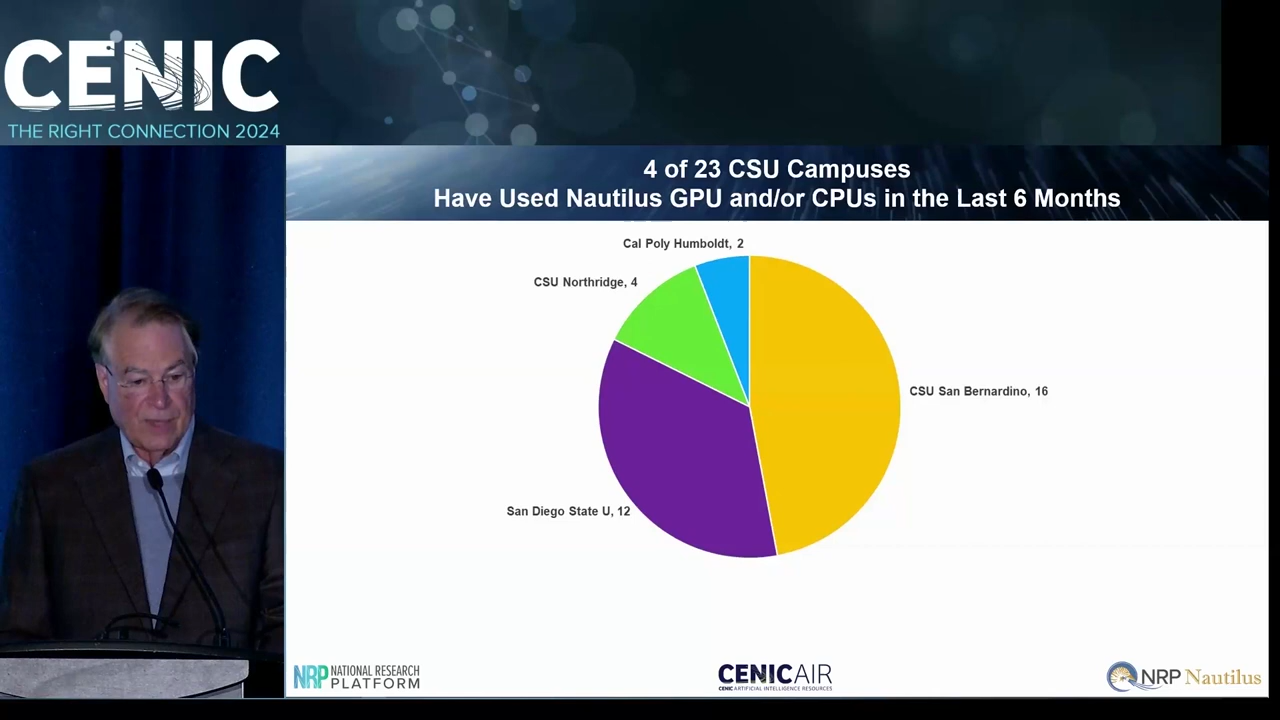 CENIC
THE RIGHT CONNECTION 2024
4 of 23 CSU Campuses
Have Used Nautilus GPU and/or CPUs in the Last 6 Months
Cal Poly Humboldt, 2
CSU Northridge, 4
CSU San Bernardino, 16
San Diego State U, 12
NRP NATIONAL RESEARCH
PLATFORM
CENICAIR
CENIC ARTIFICIAL INTELLIGENCE RESOURCES
NRP Nautilus